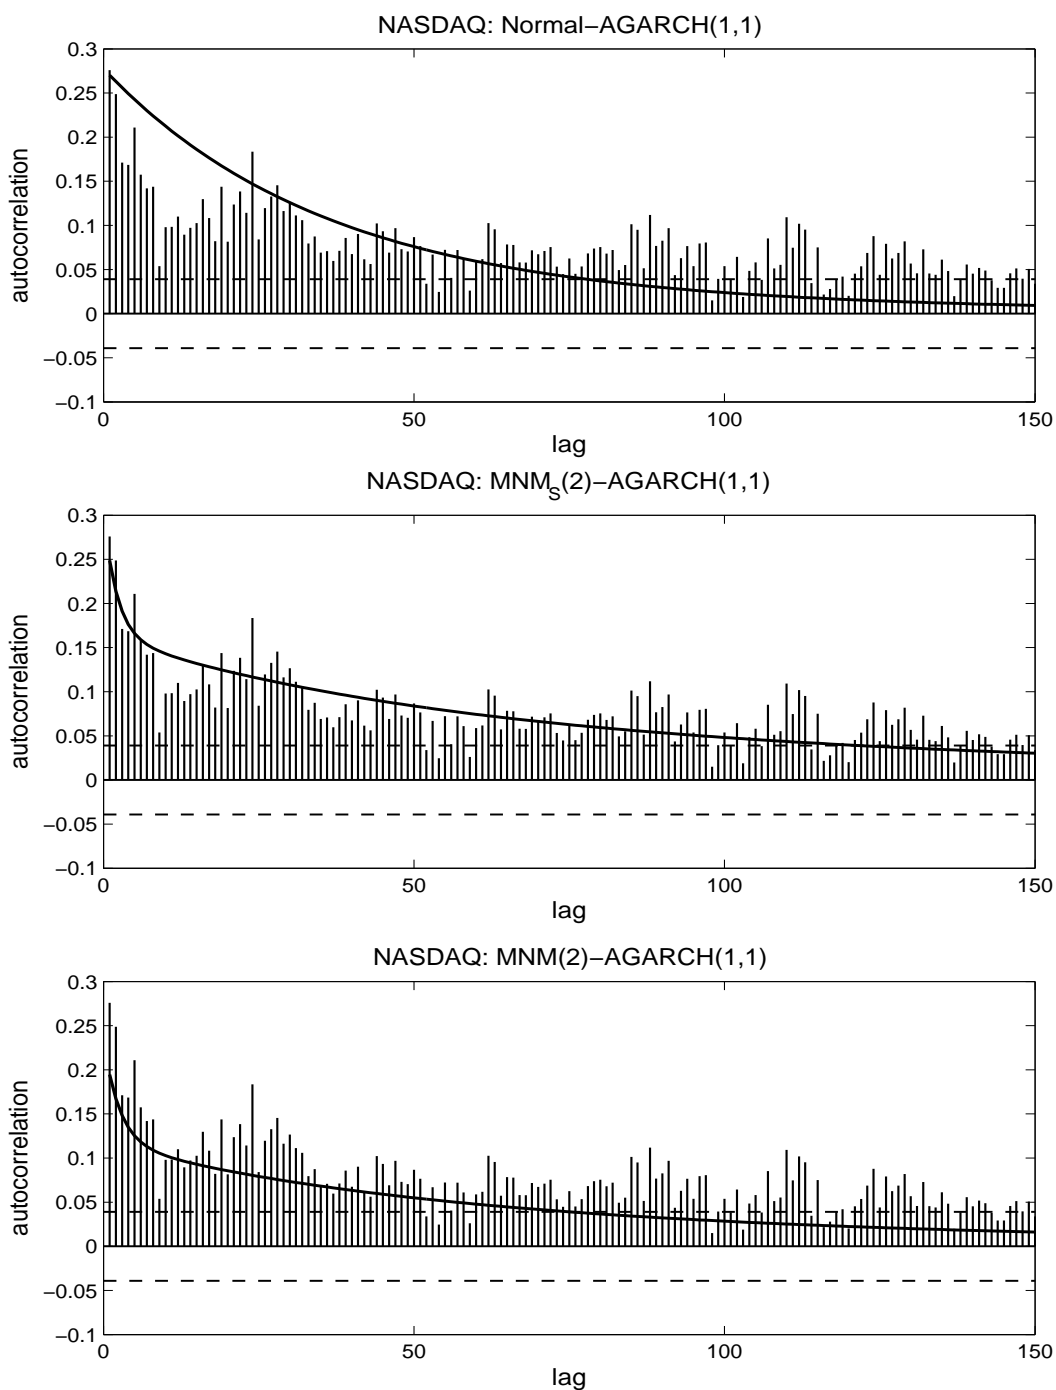 NASDAQ: Normal−AGARCH(1,1)
0.3
0.25
0.2
0.15
0.1
0.05
0
−0.05
−0.1
autocorrelation
0 50 100 150
lag
NASDAQ: MNM_S(2)−AGARCH(1,1)
0.3
0.25
0.2
0.15
0.1
0.05
0
−0.05
−0.1
autocorrelation
0 50 100 150
lag
NASDAQ: MNM(2)−AGARCH(1,1)
0.3
0.25
0.2
0.15
0.1
0.05
0
−0.05
−0.1
autocorrelation
0 50 100 150
lag